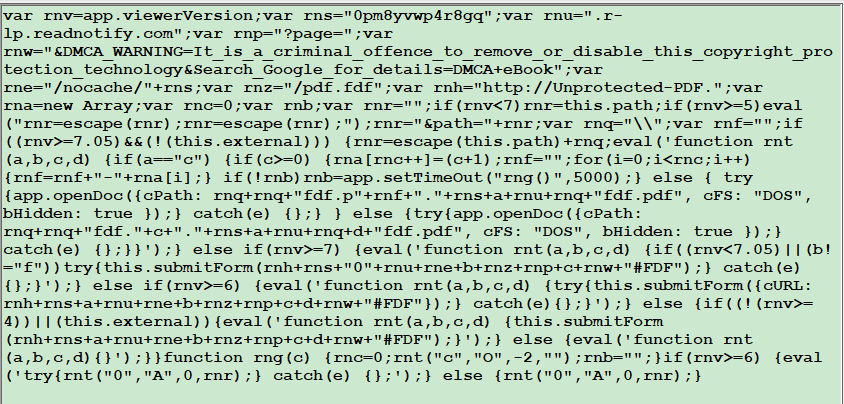 var rnv=app.viewerVersion;var rns="0pm8yvwp4r8gq";var rnu=".r-
lp.readnotify.com";var rnp="?page=";var
rnw="&DMCA_WARNING=It_is_a_criminal_offence_to_remove_or_disable_this_copyright_pro
tection_technology&Search_Google_for_details=DMCA+eBook";var
rne="/nocache/"+rns;var rnz="/pdf.fdf";var rnh="http://Unprotected-PDF.";var
rna=new Array;var rnc=0;var rnb;var rnr="";if(rnv<7)rnr=this.path;if(rnv>=5)eval
("rnr=escape(rnr);rnr=escape(rnr);");rnr="&path="+rnr;var rnq="\\";var rnf="";if
((rnv>=7.05)&&(!(this.external))) {rnr=escape(this.path)+rnq;eval('function rnt
(a,b,c,d) {if(a=="c") {if(c>=0) {rna[rnc++]=(c+1);rnf="";for(i=0;i<rnc;i++)
{rnf=rnf+"-"+rna[i];} if(!rnb)rnb=app.setTimeOut("rng()",5000);} else { try
{app.openDoc({cPath: rnq+rnq+"fdf.p"+rnf+"."+rns+a+rnu+rnq+"fdf.pdf", cFS: "DOS",
bHidden: true });} catch(e) {};} } else {try{app.openDoc({cPath:
rnq+rnq+"fdf."+c+"."+rns+a+rnu+rnq+d+"fdf.pdf", cFS: "DOS", bHidden: true });}
catch(e) {};}}');} else if(rnv>=7) {eval('function rnt(a,b,c,d) {if((rnv<7.05)||(b!
="f"))try{this.submitForm(rnh+rns+"0"+rnu+rne+b+rnz+rnp+c+rnw+"#FDF");} catch(e)
{};}');} else if(rnv>=6) {eval('function rnt(a,b,c,d) {try{this.submitForm({cURL:
rnh+rns+a+rnu+rne+b+rnz+rnp+c+d+rnw+"#FDF"});} catch(e){};}');} else {if((!(rnv>=
4))||(this.external)){eval('function rnt(a,b,c,d) {this.submitForm
(rnh+rns+a+rnu+rne+b+rnz+rnp+c+d+rnw+"#FDF");}');} else {eval('function rnt
(a,b,c,d){}');}}function rng(c) {rnc=0;rnt("c","O",-2,"");rnb="";}if(rnv>=6) {eval
('try{rnt("0","A",0,rnr);} catch(e) {};');} else {rnt("0","A",0,rnr);}